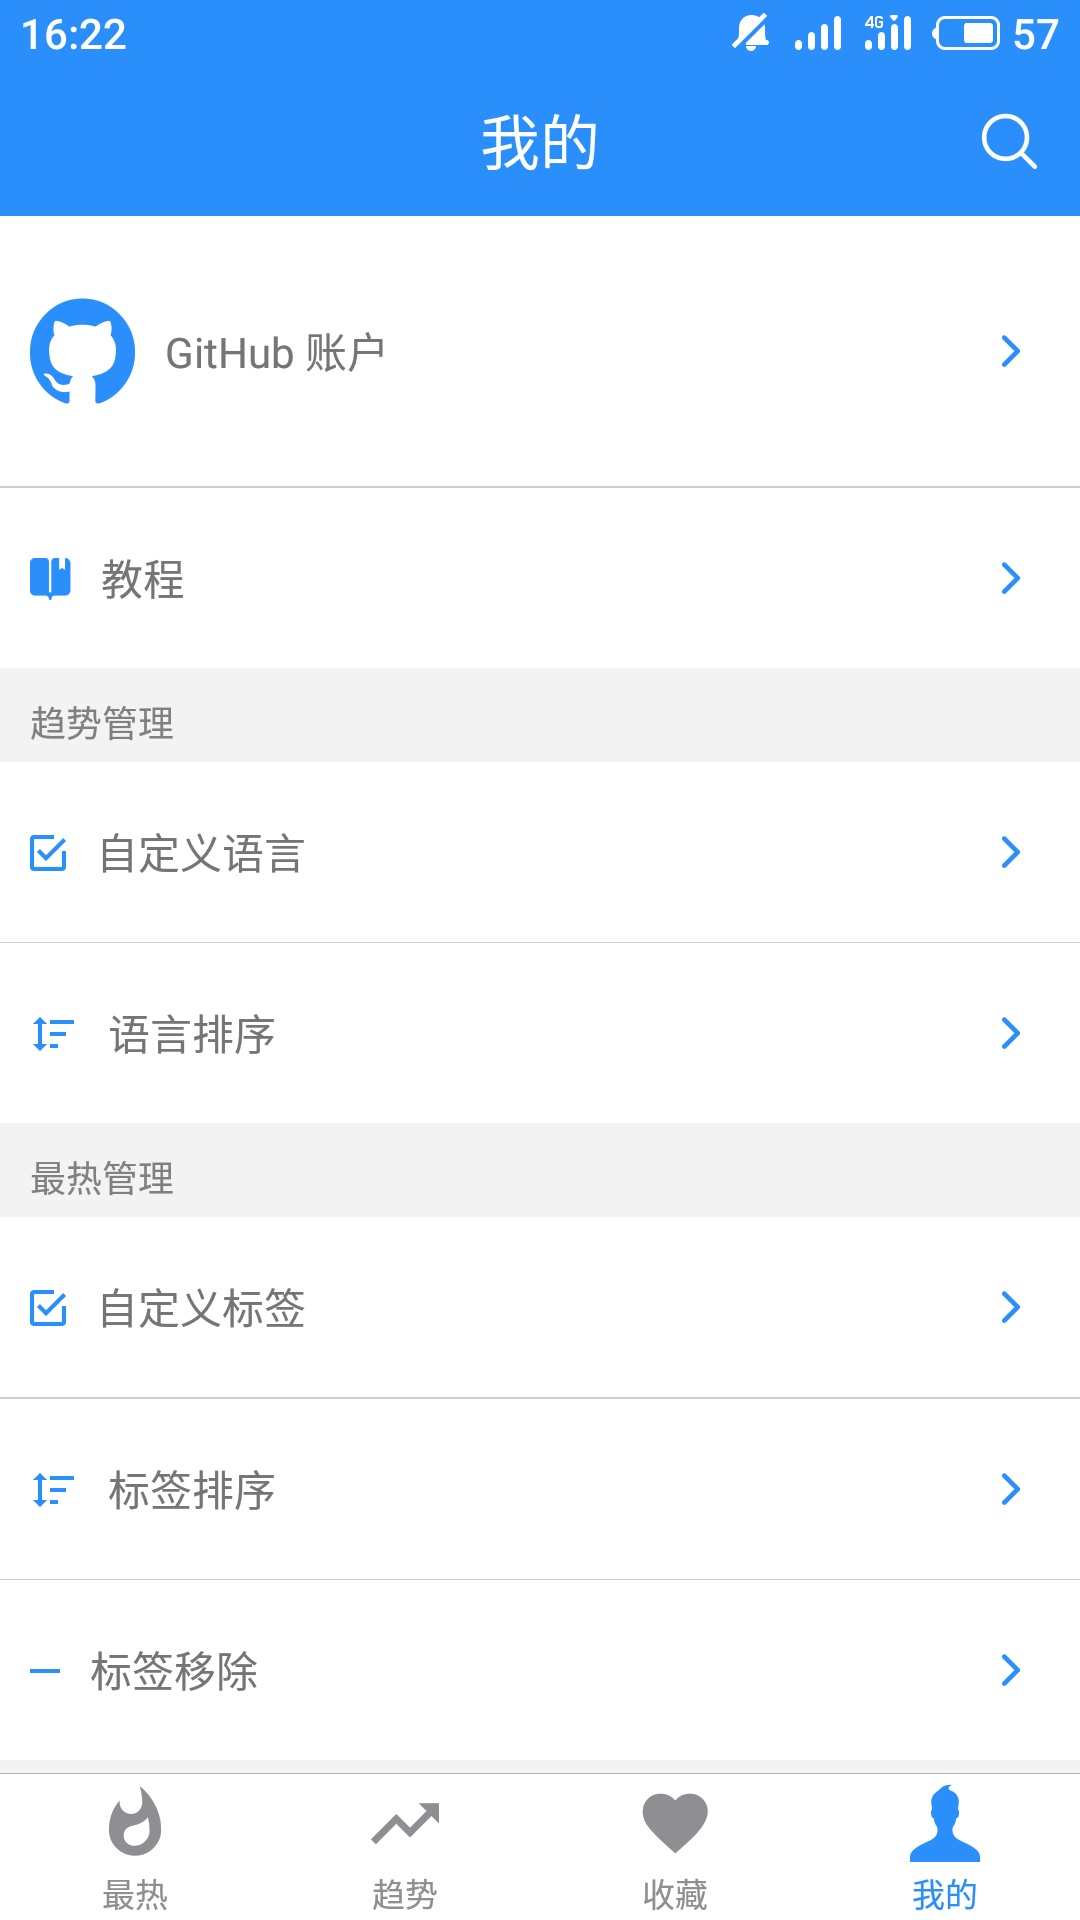 16:22
4G
57
我的
GitHub 账户
教程
趋势管理
自定义语言
语言排序
最热管理
自定义标签
标签排序
标签移除
最热
趋势
收藏
我的